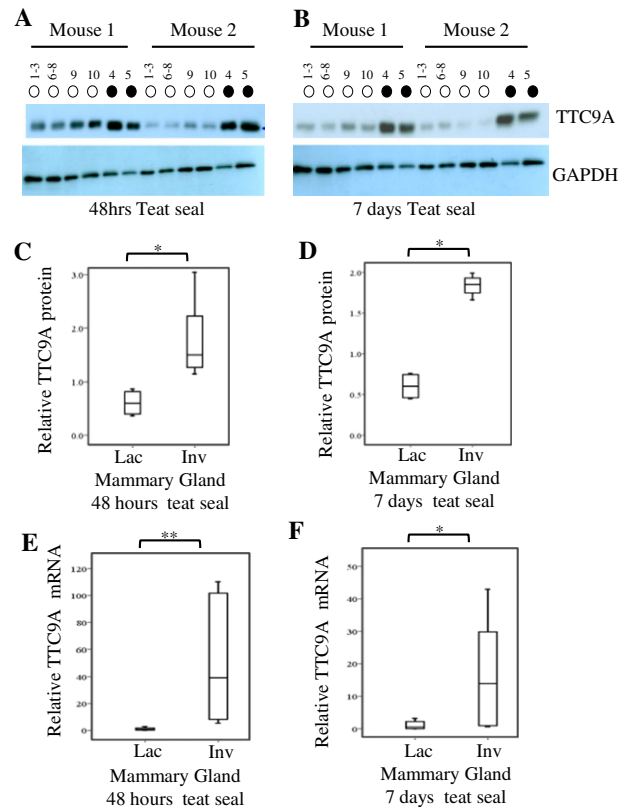 A
B
Mouse 1 Mouse 2
Mouse 1 Mouse 2
1-3 6-8 9 10 4 5 1-3 6-8 9 10 4 5
1-3 6-8 9 10 4 5 1-3 6-8 9 10 4 5
TTC9A
GAPDH
48hrs Teat seal
7 days Teat seal
C
*
Relative TTC9A protein
3.0
2.0
1.0
0.0
Lac Inv
Mammary Gland
48 hours teat seal
D
*
Relative TTC9A protein
2.0
1.5
1.0
0.5
0.0
Lac Inv
Mammary Gland
7 days teat seal
E
**
Relative TTC9A mRNA
120
100
80
60
40
20
0
Lac Inv
Mammary Gland
48 hours teat seal
F
*
Relative TTC9A mRNA
50
40
30
20
10
0
Lac Inv
Mammary Gland
7 days teat seal